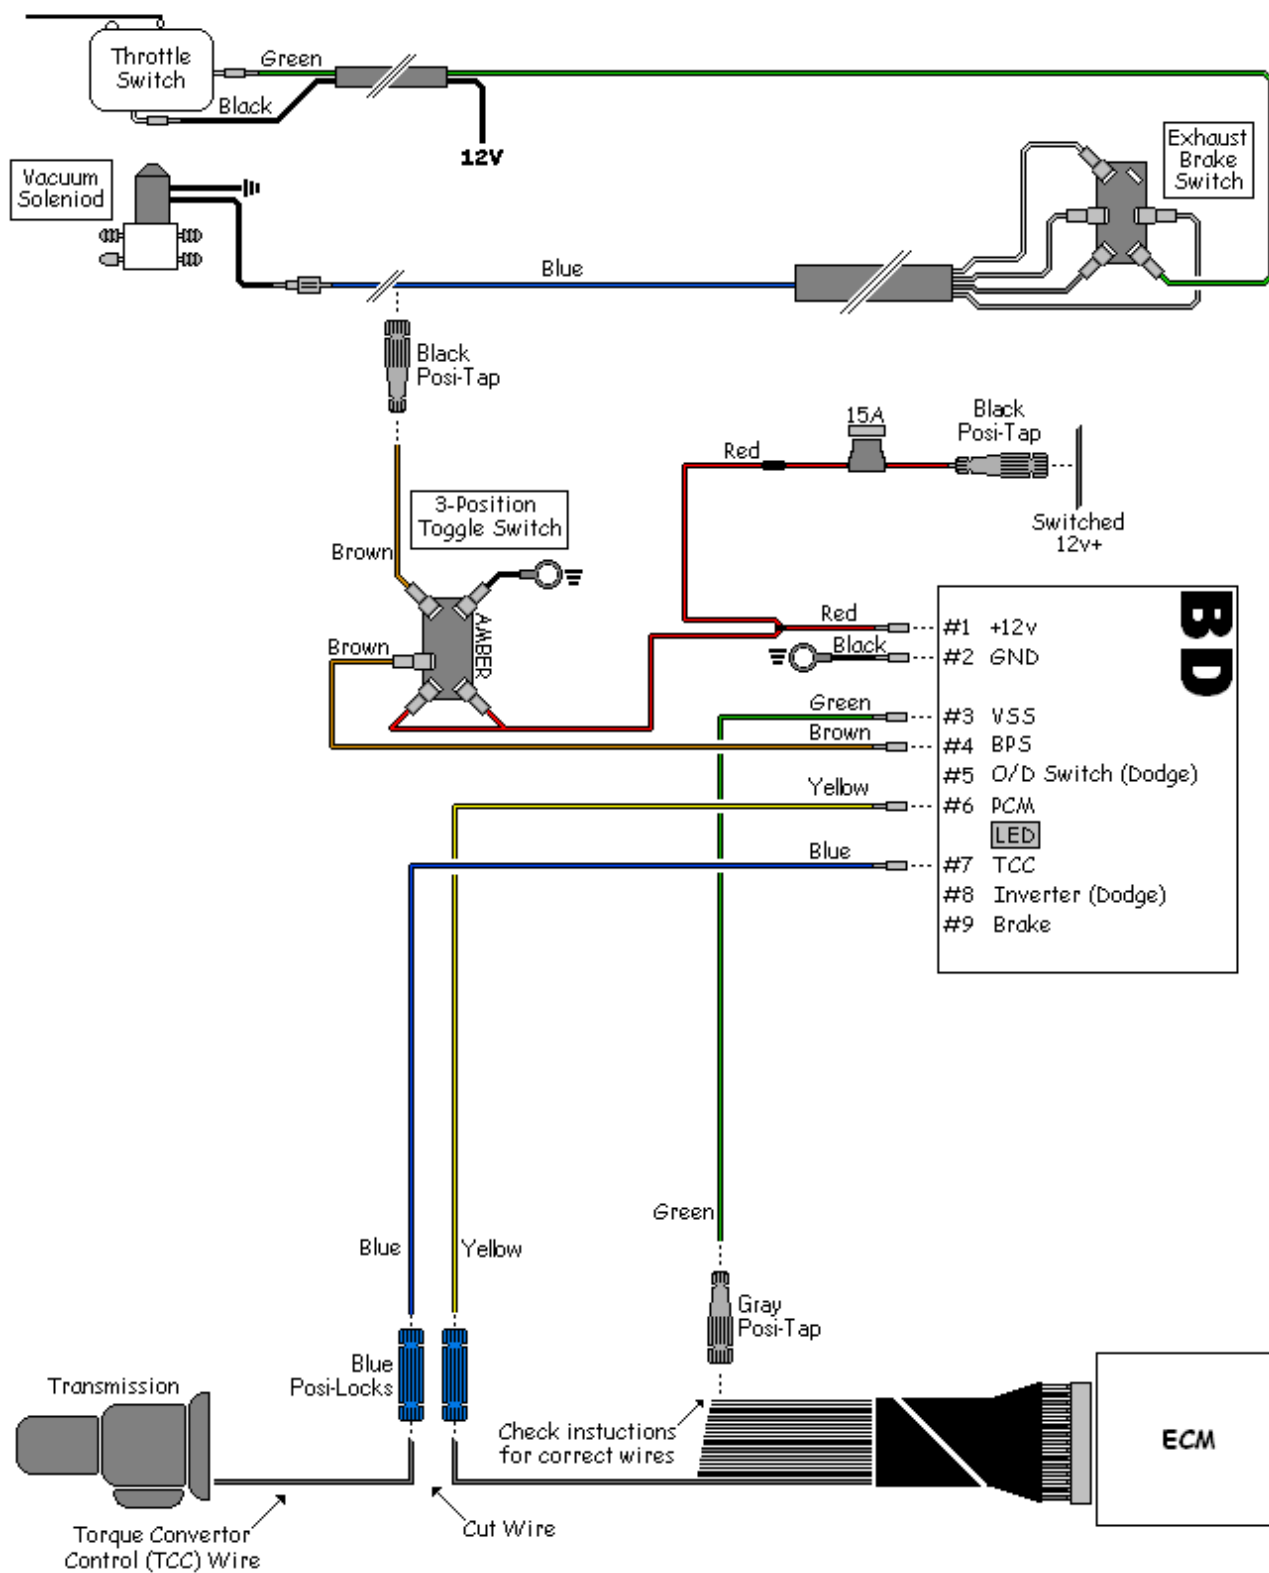 Throttle
Switch
Green
Black
12V
Exhaust
Brake
Switch
Vacuum
Soleniod
Blue
Black
Posi-Tap
15A
Black
Posi-Tap
Red
Switched
12v+
3-Position
Toggle Switch
Brown
AMBER
Brown
BD
Red
#1 +12v
Black
#2 GND
Green
#3 VSS
Brown
#4 BPS
#5 O/D Switch (Dodge)
Yellow
#6 PCM
LED
Blue
#7 TCC
#8 Inverter (Dodge)
#9 Brake
Green
Blue
Yellow
Gray
Posi-Tap
Blue
Posi-Locks
Transmission
Check instuctions
for correct wires
ECM
Cut Wire
Torque Convertor
Control (TCC) Wire